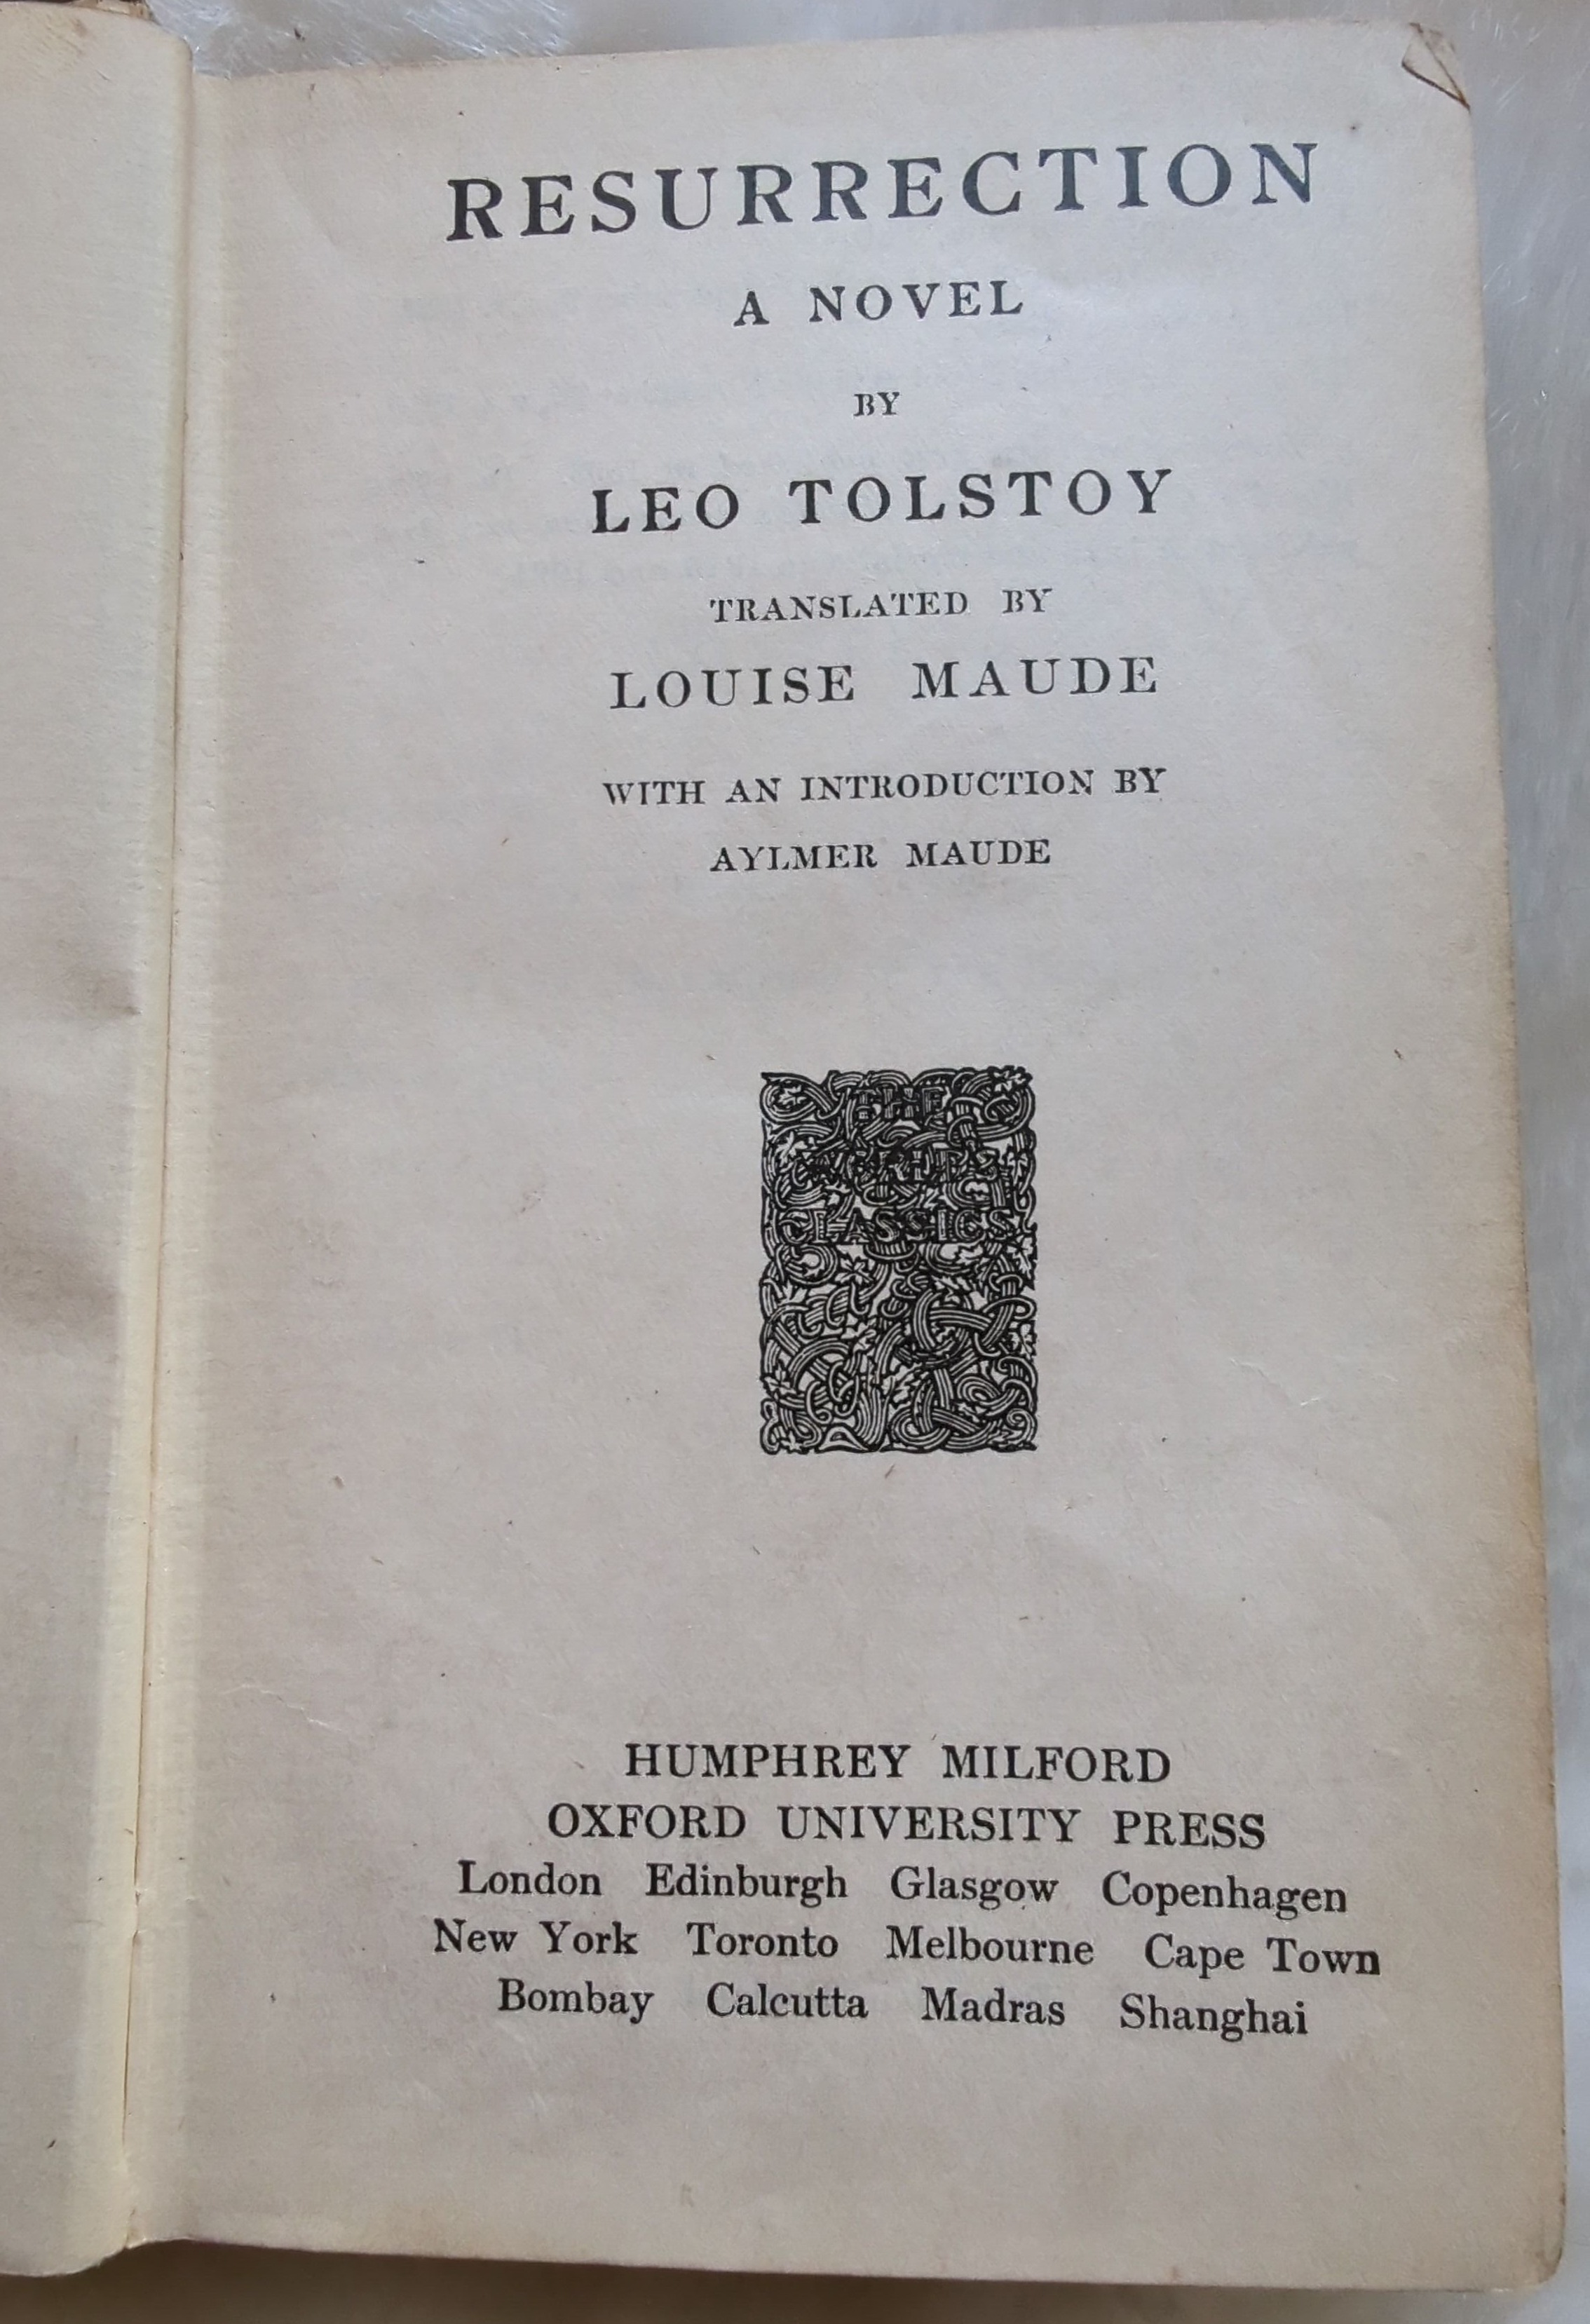 RESURRECTION
A NOVEL
BY
LEO TOLSTOY
TRANSLATED BY
LOUISE MAUDE
WITH AN INTRODUCTION BY
AYLMER MAUDE
THE
WORLD'S
CLASSICS
HUMPHREY MILFORD
OXFORD UNIVERSITY PRESS
London Edinburgh Glasgow Copenhagen
New York Toronto Melbourne Cape Town
Bombay Calcutta Madras Shanghai